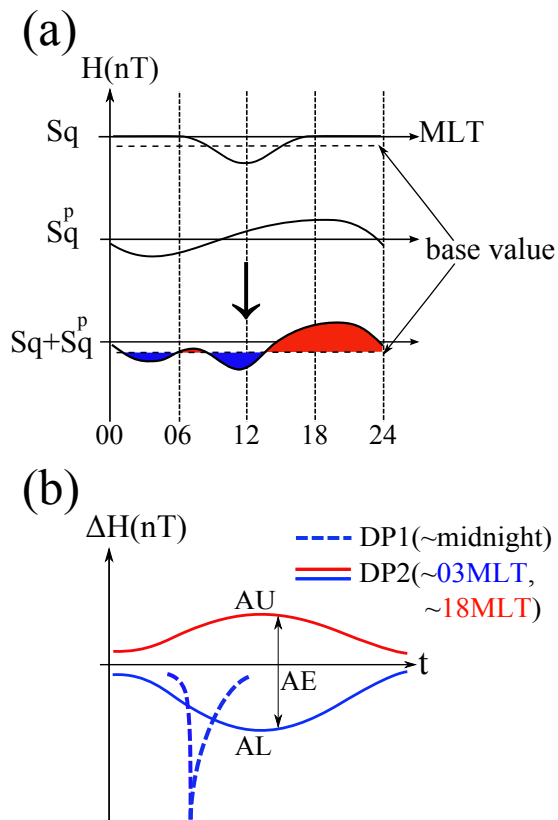 (a)
H(nT)
Sq MLT
Sq^p
base value
Sq+Sq^p
00 06 12 18 24
(b)
ΔH(nT)
DP1(~midnight)
DP2(~03MLT,
~18MLT)
AU
t
AE
AL